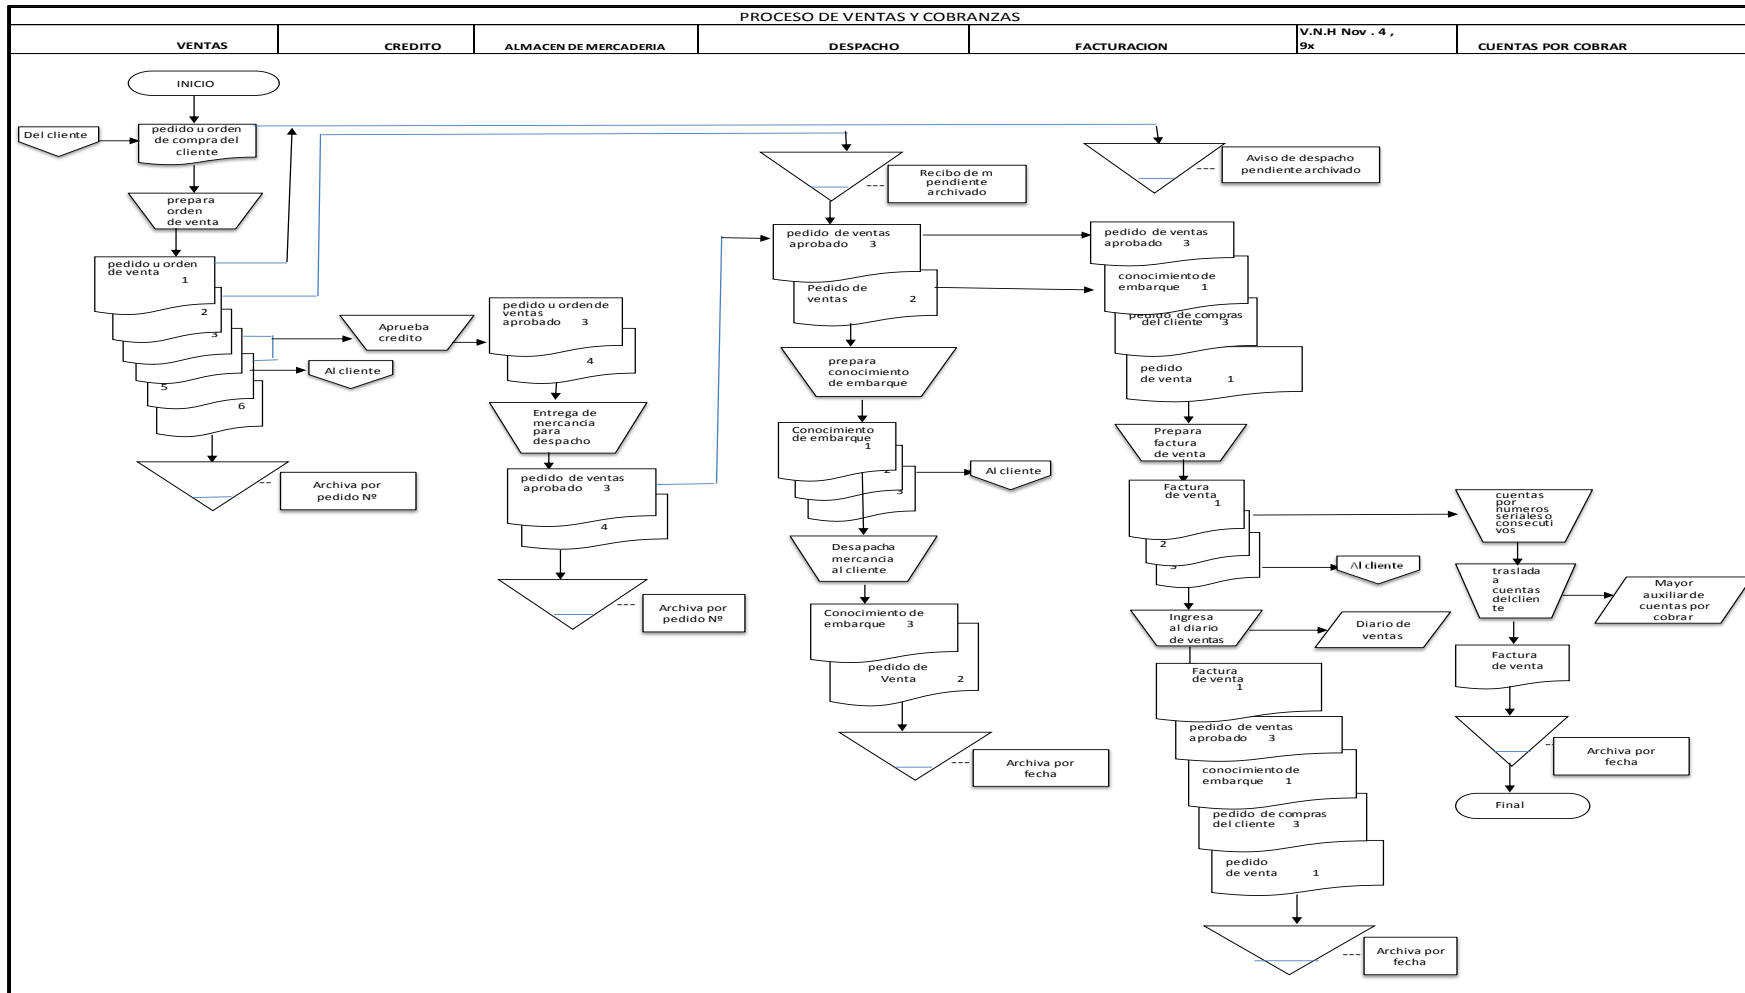 PROCESO DE VENTAS Y COBRANZAS
VENTAS
CREDITO
ALMACEN DE MERCADERIA
DESPACHO
FACTURACION
V.N.H Nov . 4 ,
9x
CUENTAS POR COBRAR
INICIO
Del cliente
pedido u orden
de compra del
cliente
prepara
orden
de venta
pedido u orden
de venta
1
2
3
5
6
Archiva por
pedido Nº
Aprueba
credito
Al cliente
pedido u orden de
ventas
aprobado 3
4
Entrega de
mercancia
para
despacho
pedido de ventas
aprobado 3
4
Archiva por
pedido Nº
Recibo de m
pendiente
archivado
pedido de ventas
aprobado 3
Pedido de
ventas 2
prepara
conocimiento
de embarque
Conocimiento
de embarque
1
2
3
Al cliente
Desapacha
mercancia
al cliente
Conocimiento de
embarque 3
pedido de
Venta 2
Archiva por
fecha
Aviso de despacho
pendiente archivado
pedido de ventas
aprobado 3
conocimiento de
embarque 1
pedido de compras
del cliente 3
pedido
de venta 1
Prepara
factura
de venta
Factura
de venta
1
2
3
Al cliente
Ingresa
al diario
de ventas
Diario de
ventas
Factura
de venta
1
pedido de ventas
aprobado 3
conocimiento de
embarque 1
pedido de compras
del cliente 3
pedido
de venta 1
Archiva por
fecha
cuentas
por
numeros
seriales o
consecuti
vos
traslada
a
cuentas
delclien
te
Mayor
auxiliar de
cuentas por
cobrar
Factura
de venta
Archiva por
fecha
Final